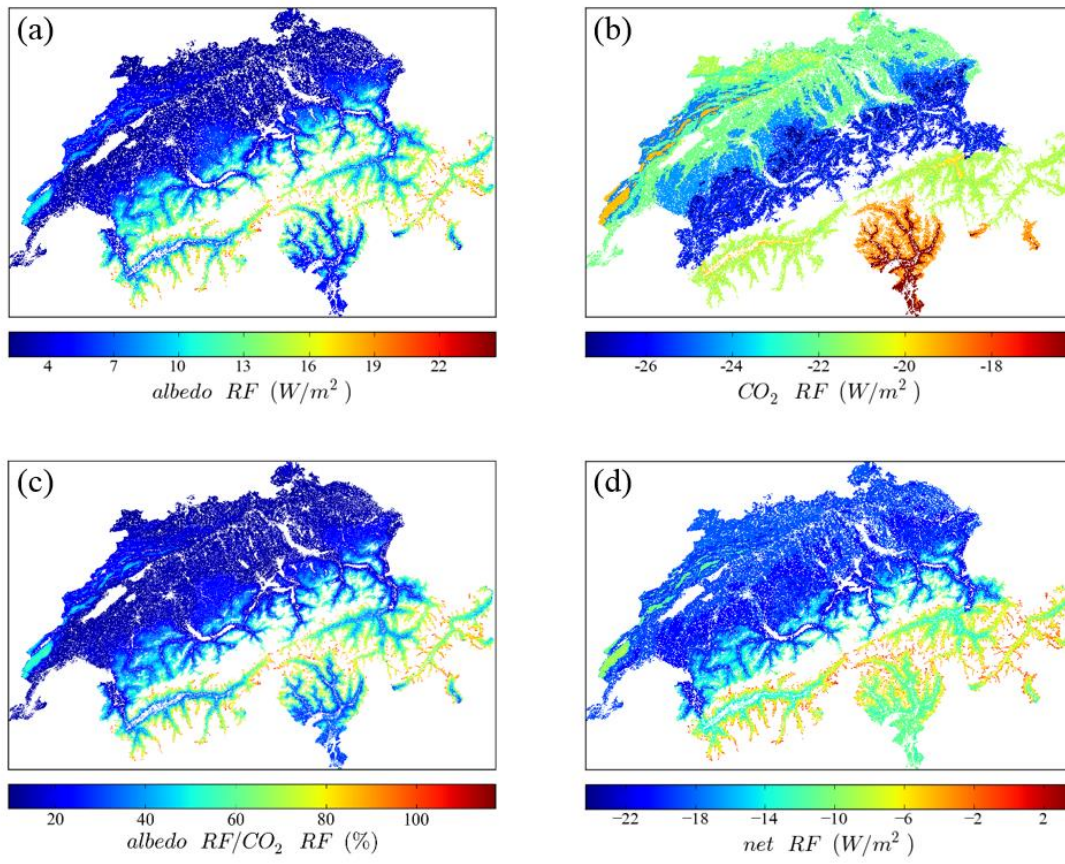 (a)
(b)
4 7 10 13 16 19 22
albedo RF (W/m²)
-26 -24 -22 -20 -18
CO₂ RF (W/m²)
(c)
(d)
20 40 60 80 100
albedo RF/CO₂ RF (%)
−22 −18 −14 −10 −6 −2 2
net RF (W/m²)